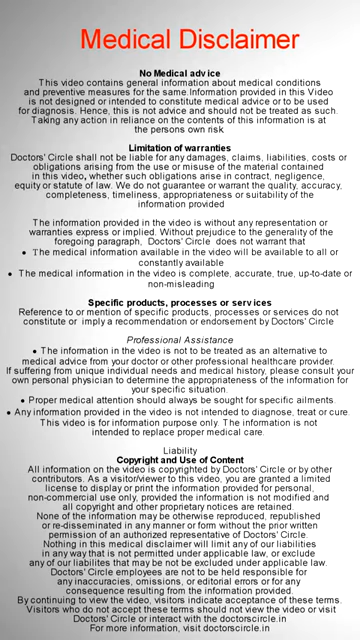 Medical Disclaimer
No Medical advice
This video contains general information about medical conditions
and preventive measures for the same.Information provided in this Video
is not designed or intended to constitute medical advice or to be used
for diagnosis. Hence, this is not advice and should not be treated as such.
Taking any action in reliance on the contents of this information is at
the persons own risk
Limitation of warranties
Doctors' Circle shall not be liable for any damages, claims, liabilities, costs or
obligations arising from the use or misuse of the material contained
in this video, whether such obligations arise in contract, negligence,
equity or statute of law. We do not guarantee or warrant the quality, accuracy,
completeness, timeliness, appropriateness or suitability of the
information provided
The information provided in the video is without any representation or
warranties express or implied. Without prejudice to the generality of the
foregoing paragraph, Doctors' Circle does not warrant that
• The medical information available in the video will be available to all or
constantly available
• The medical information in the video is complete, accurate, true, up-to-date or
non-misleading
Specific products, processes or services
Reference to or mention of specific products, processes or services do not
constitute or imply a recommendation or endorsement by Doctors' Circle
Professional Assistance
• The information in the video is not to be treated as an alternative to
medical advice from your doctor or other professional healthcare provider.
If suffering from unique individual needs and medical history, please consult your
own personal physician to determine the appropriateness of the information for
your specific situation.
• Proper medical attention should always be sought for specific ailments.
• Any information provided in the video is not intended to diagnose, treat or cure.
This video is for information purpose only. The information is not
intended to replace proper medical care.
Liability
Copyright and Use of Content
All information on the video is copyrighted by Doctors' Circle or by other
contributors. As a visitor/viewer to this video, you are granted a limited
license to display or print the information provided for personal,
non-commercial use only, provided the information is not modified and
all copyright and other proprietary notices are retained.
None of the information may be otherwise reproduced, republished
or re-disseminated in any manner or form without the prior written
permission of an authorized representative of Doctors' Circle.
Nothing in this medical disclaimer will limit any of our liabilities
in any way that is not permitted under applicable law, or exclude
any of our liabilites that may be not be excluded under applicable law.
Doctors' Circle employees are not to be held responsible for
any inaccuracies, omissions, or editorial errors or for any
consequence resulting from the information provided.
By continuing to view the video, visitors indicate acceptance of these terms.
Visitors who do not accept these terms should not view the video or visit
Doctors' Circle or interact with the doctorscircle.in
For more information, visit doctorscircle.in